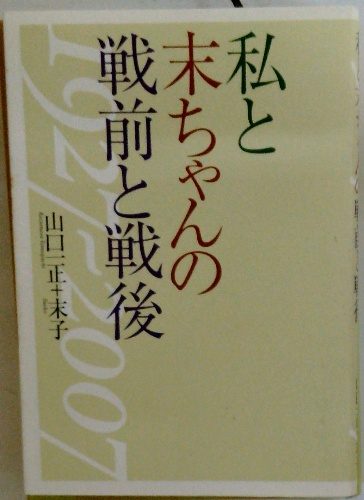 私と
末ちゃんの
戦前と戦後
山口一正+末子
1927-2007